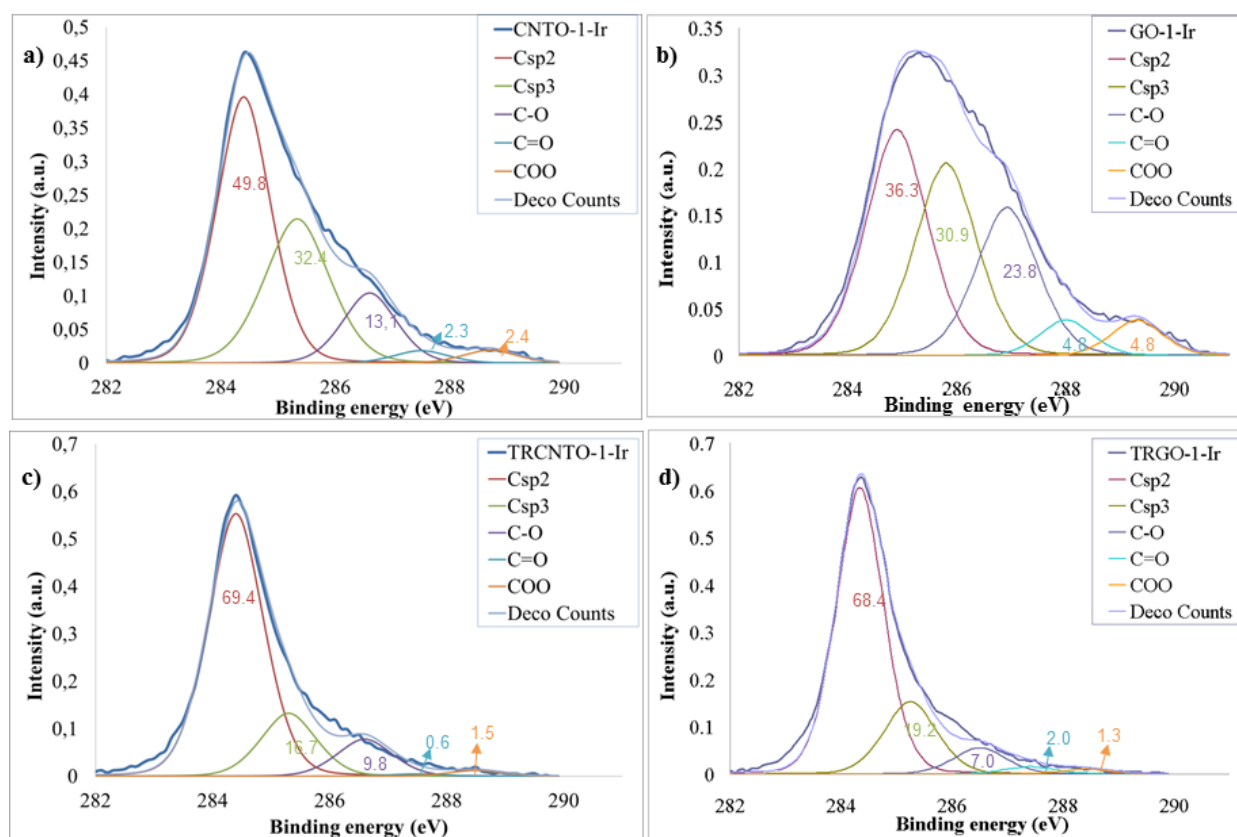 a)
0,5
0,45
0,4
0,35
0,3
0,25
0,2
0,15
0,1
0,05
0
Intensity (a.u.)
CNTO-1-Ir
Csp2
Csp3
C-O
C=O
COO
Deco Counts
49.8
32.4
13,1
2.3
2.4
282 284 286 288 290
Binding energy (eV)
b)
0.35
0.3
0.25
0.2
0.15
0.1
0.05
0
Intensity (a.u.)
GO-1-Ir
Csp2
Csp3
C-O
C=O
COO
Deco Counts
36.3
30.9
23.8
4.8
4.8
282 284 286 288 290
Binding energy (eV)
c)
0,7
0,6
0,5
0,4
0,3
0,2
0,1
0
Intensity (a.u.)
TRCNTO-1-Ir
Csp2
Csp3
C-O
C=O
COO
Deco Counts
69.4
16.7
9.8
0.6
1.5
282 284 286 288 290
Binding energy (eV)
d)
0.7
0.6
0.5
0.4
0.3
0.2
0.1
0
Intensity (a.u.)
TRGO-1-Ir
Csp2
Csp3
C-O
C=O
COO
Deco Counts
68.4
19.2
7.0
2.0
1.3
282 284 286 288 290
Binding energy (eV)